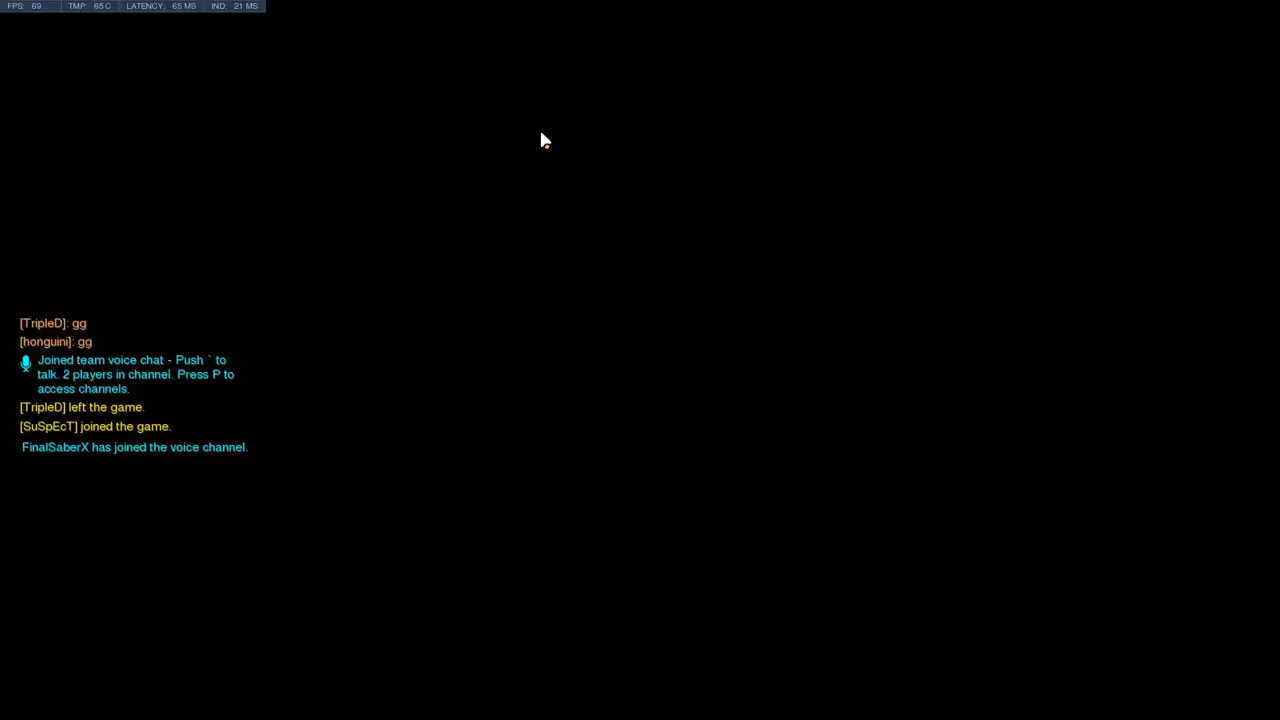 FPS: 69 TMP: 65 C LATENCY: 65 MS IND: 21 MS
[TripleD]: gg
[honguini]: gg
Joined team voice chat - Push ` to
talk. 2 players in channel. Press P to
access channels.
[TripleD] left the game.
[SuSpEcT] joined the game.
FinalSaberX has joined the voice channel.